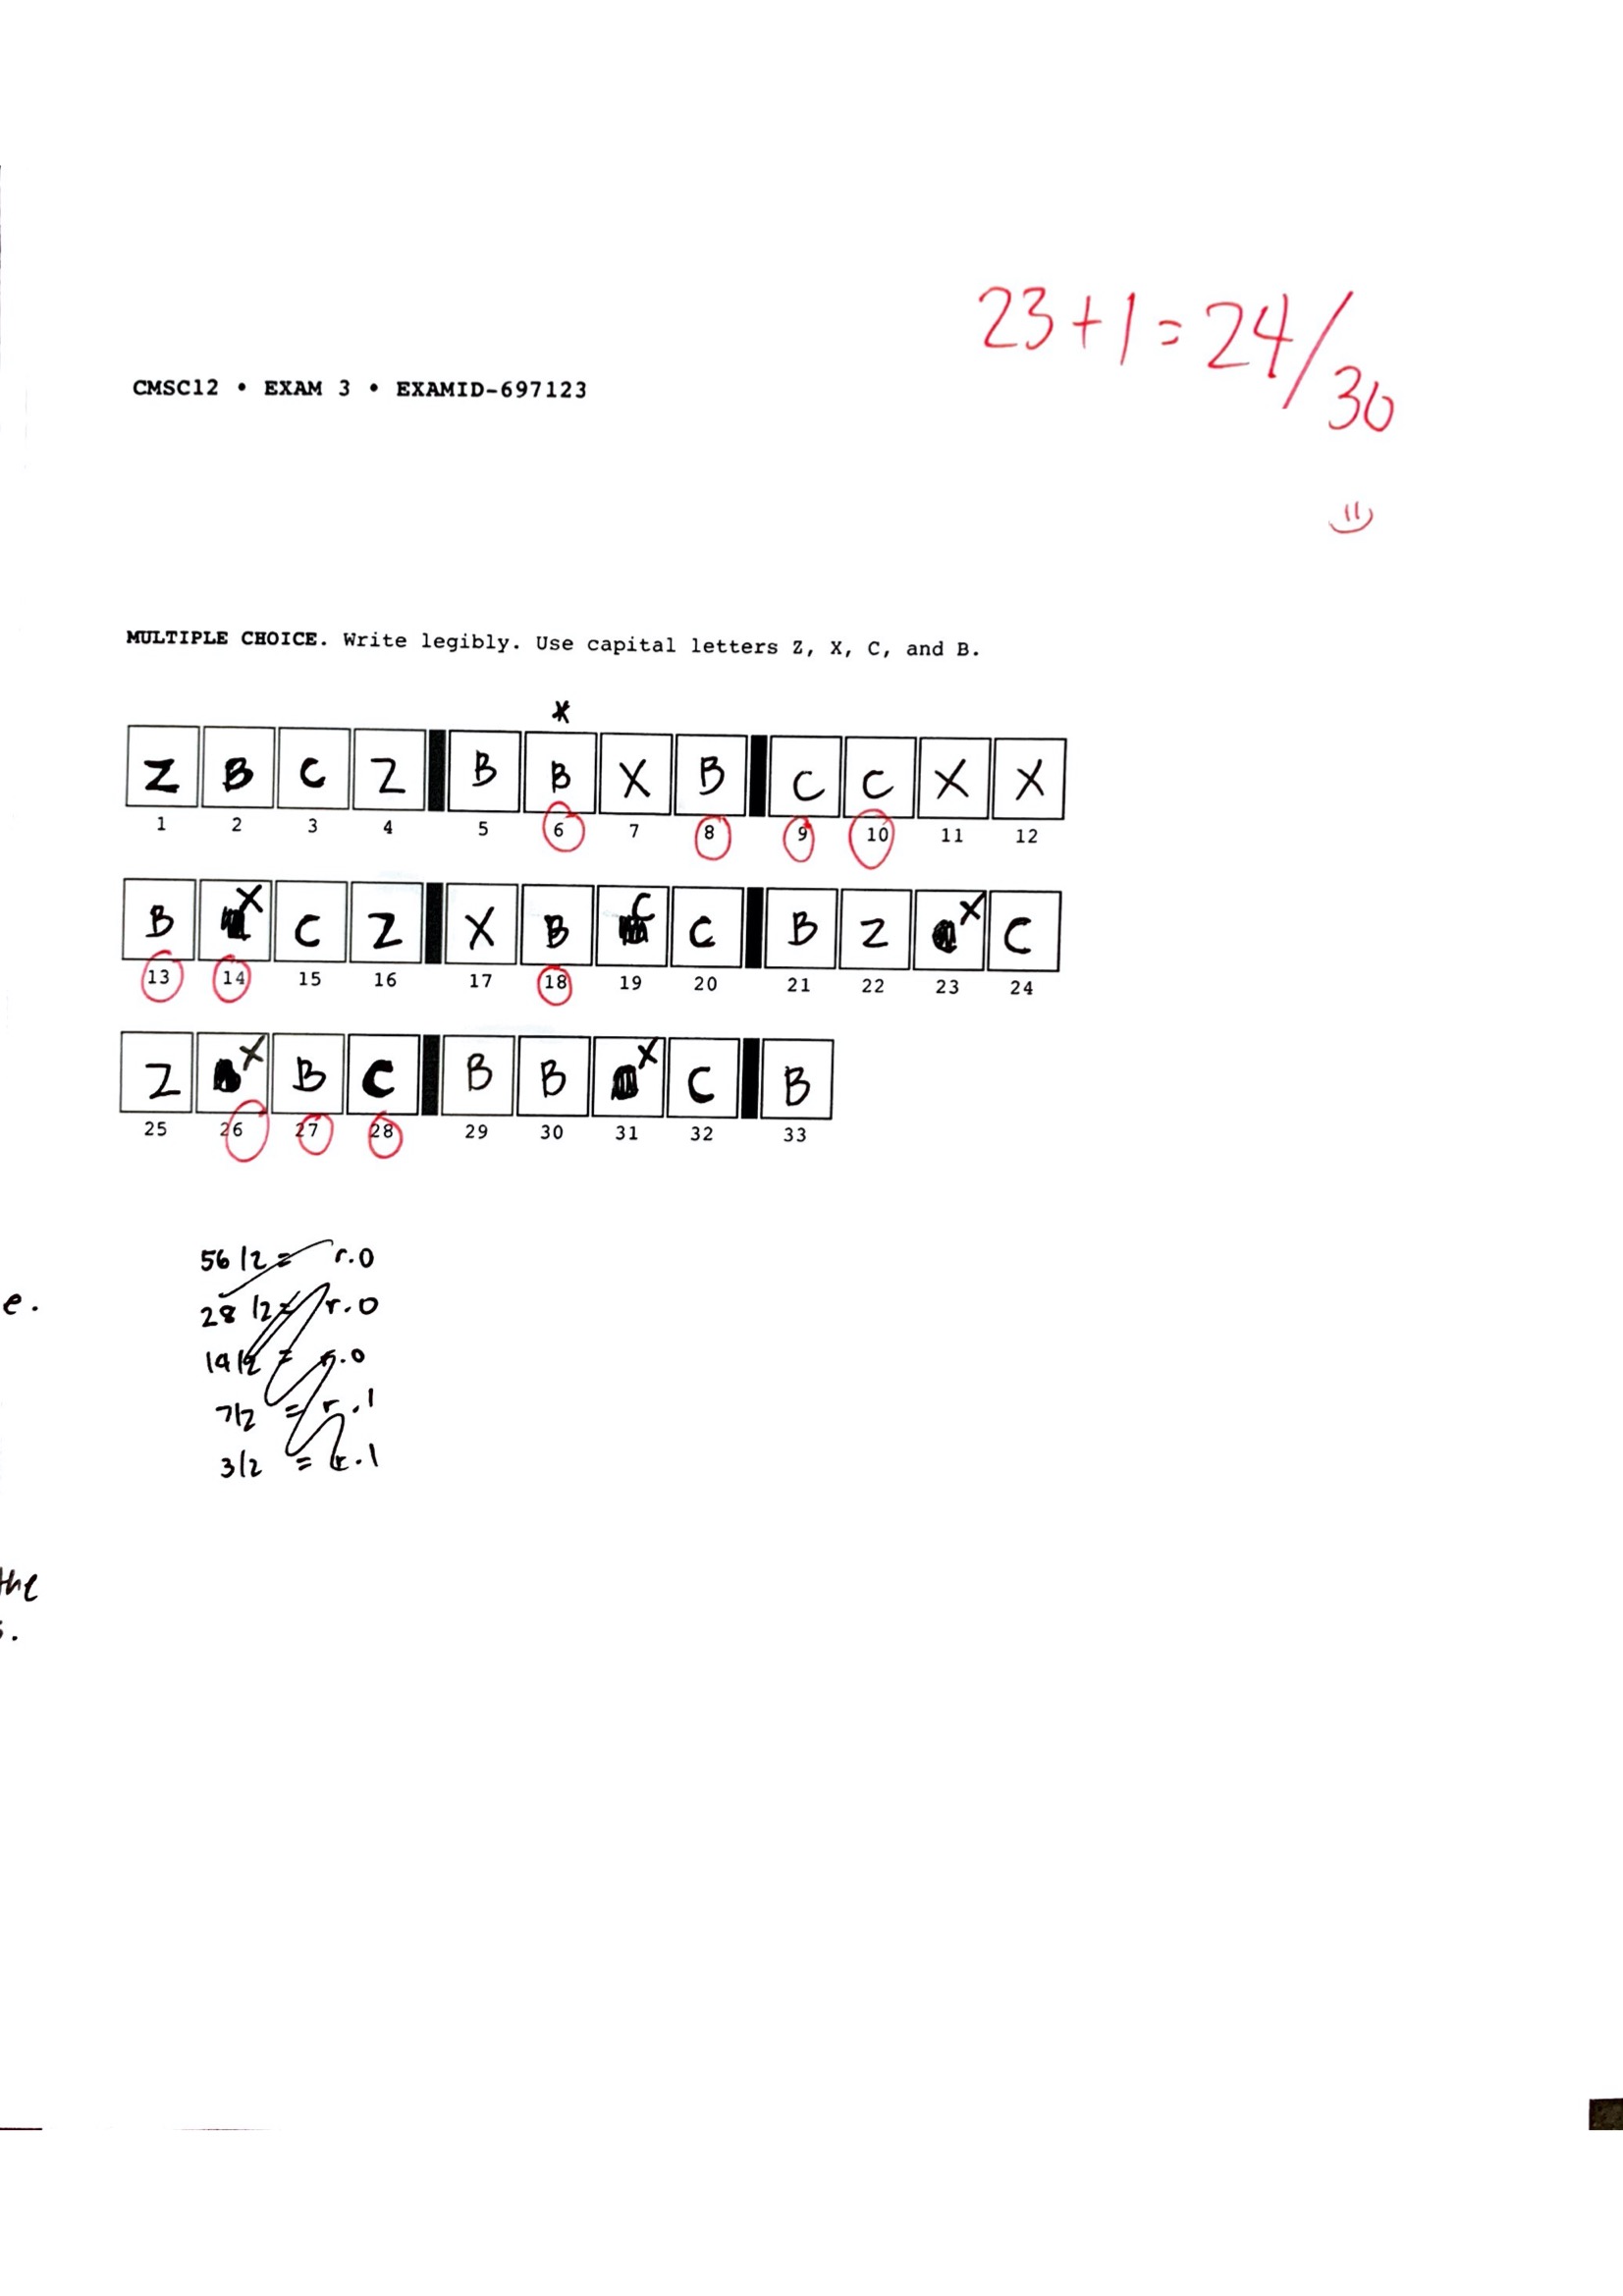 23+1=24/30
CMSC12 • EXAM 3 • EXAMID-697123
MULTIPLE CHOICE. Write legibly. Use capital letters Z, X, C, and B.
*
Z B C Z B B X B C C X X
1 2 3 4 5 6 7 8 9 10 11 12
B X C Z X B C C B Z X C
13 14 15 16 17 18 19 20 21 22 23 24
Z X B C B B X C B
25 26 27 28 29 30 31 32 33
56/2= r.0
e.
28/2= r.0
14/2= r.0
7/2 = r.1
3/2 = r.1
the
s.